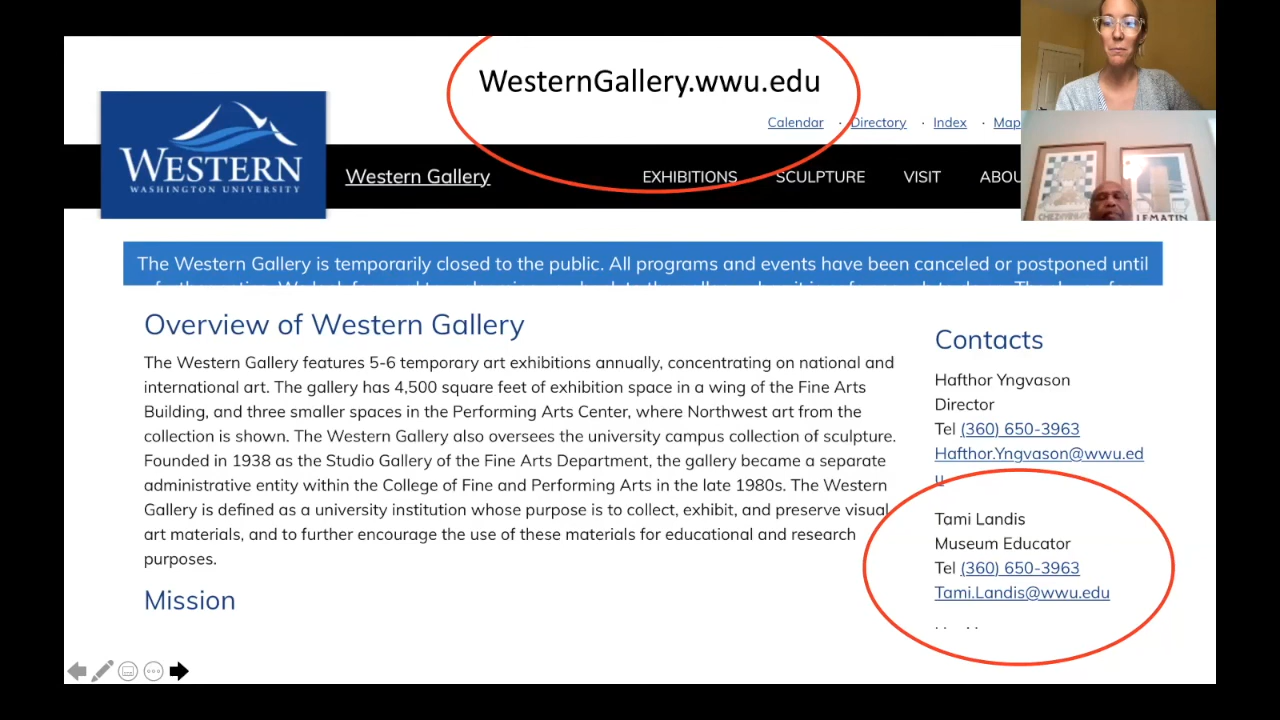 WesternGallery.wwu.edu
Calendar · Directory · Index · Map
WESTERN
WASHINGTON UNIVERSITY
Western Gallery
EXHIBITIONS SCULPTURE VISIT ABOU
The Western Gallery is temporarily closed to the public. All programs and events have been canceled or postponed until
Overview of Western Gallery
The Western Gallery features 5-6 temporary art exhibitions annually, concentrating on national and
international art. The gallery has 4,500 square feet of exhibition space in a wing of the Fine Arts
Building, and three smaller spaces in the Performing Arts Center, where Northwest art from the
collection is shown. The Western Gallery also oversees the university campus collection of sculpture.
Founded in 1938 as the Studio Gallery of the Fine Arts Department, the gallery became a separate
administrative entity within the College of Fine and Performing Arts in the late 1980s. The Western
Gallery is defined as a university institution whose purpose is to collect, exhibit, and preserve visual
art materials, and to further encourage the use of these materials for educational and research
purposes.
Mission
Contacts
Hafthor Yngvason
Director
Tel (360) 650-3963
Hafthor.Yngvason@wwu.ed
u
Tami Landis
Museum Educator
Tel (360) 650-3963
Tami.Landis@wwu.edu
LEMATIN